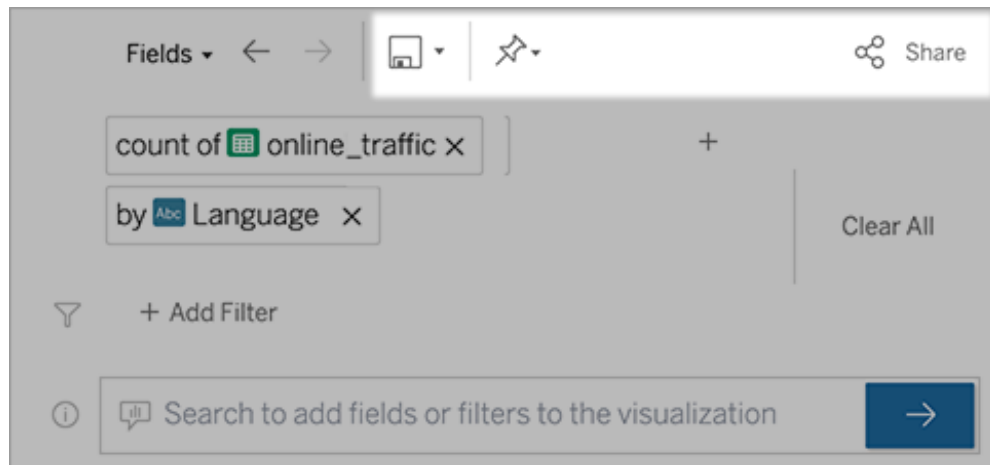 Fields
Share
count of online_traffic
by Abc Language
Clear All
+ Add Filter
Search to add fields or filters to the visualization